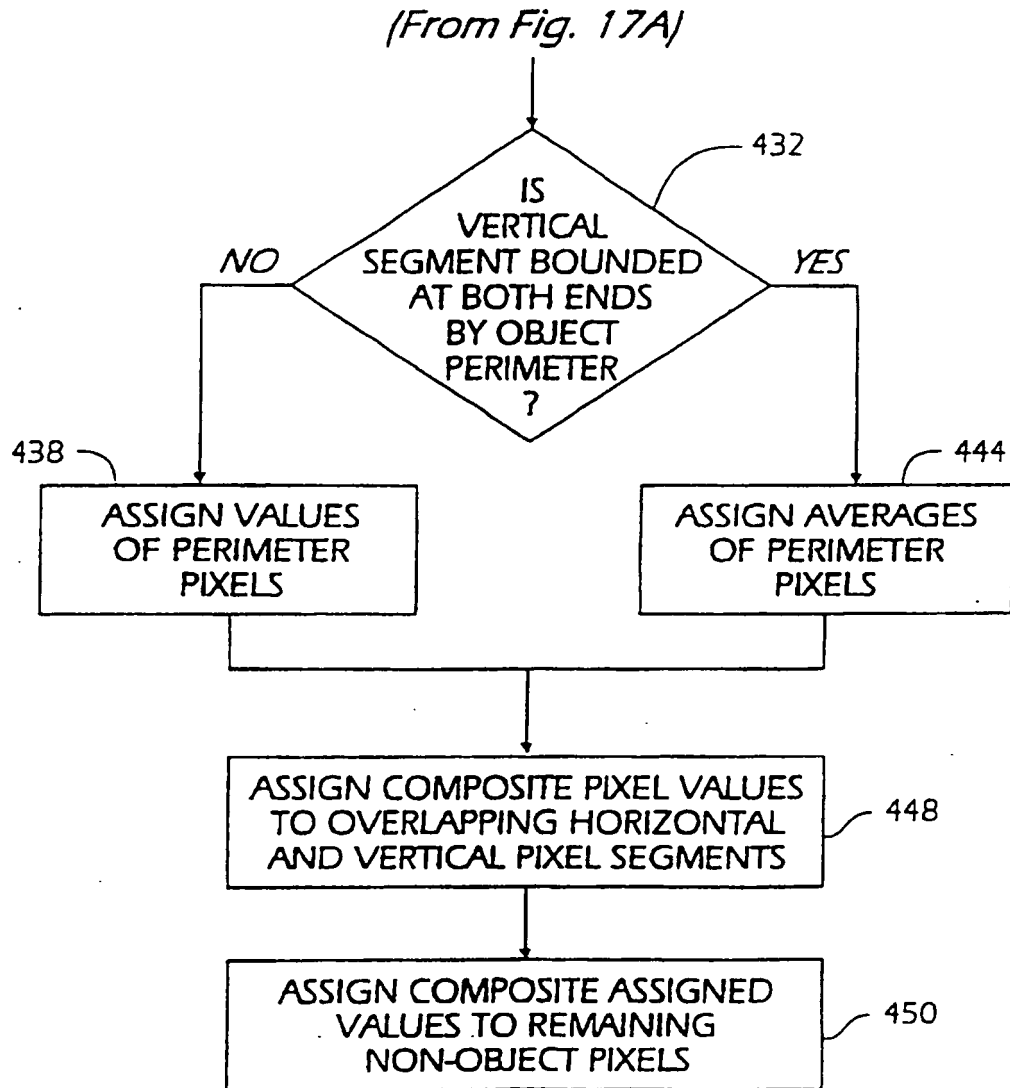 (From Fig. 17A)
432
IS
VERTICAL
SEGMENT BOUNDED
AT BOTH ENDS
BY OBJECT
PERIMETER
?
NO
YES
438
ASSIGN VALUES
OF PERIMETER
PIXELS
444
ASSIGN AVERAGES
OF PERIMETER
PIXELS
ASSIGN COMPOSITE PIXEL VALUES
TO OVERLAPPING HORIZONTAL
AND VERTICAL PIXEL SEGMENTS
448
ASSIGN COMPOSITE ASSIGNED
VALUES TO REMAINING
NON-OBJECT PIXELS
450